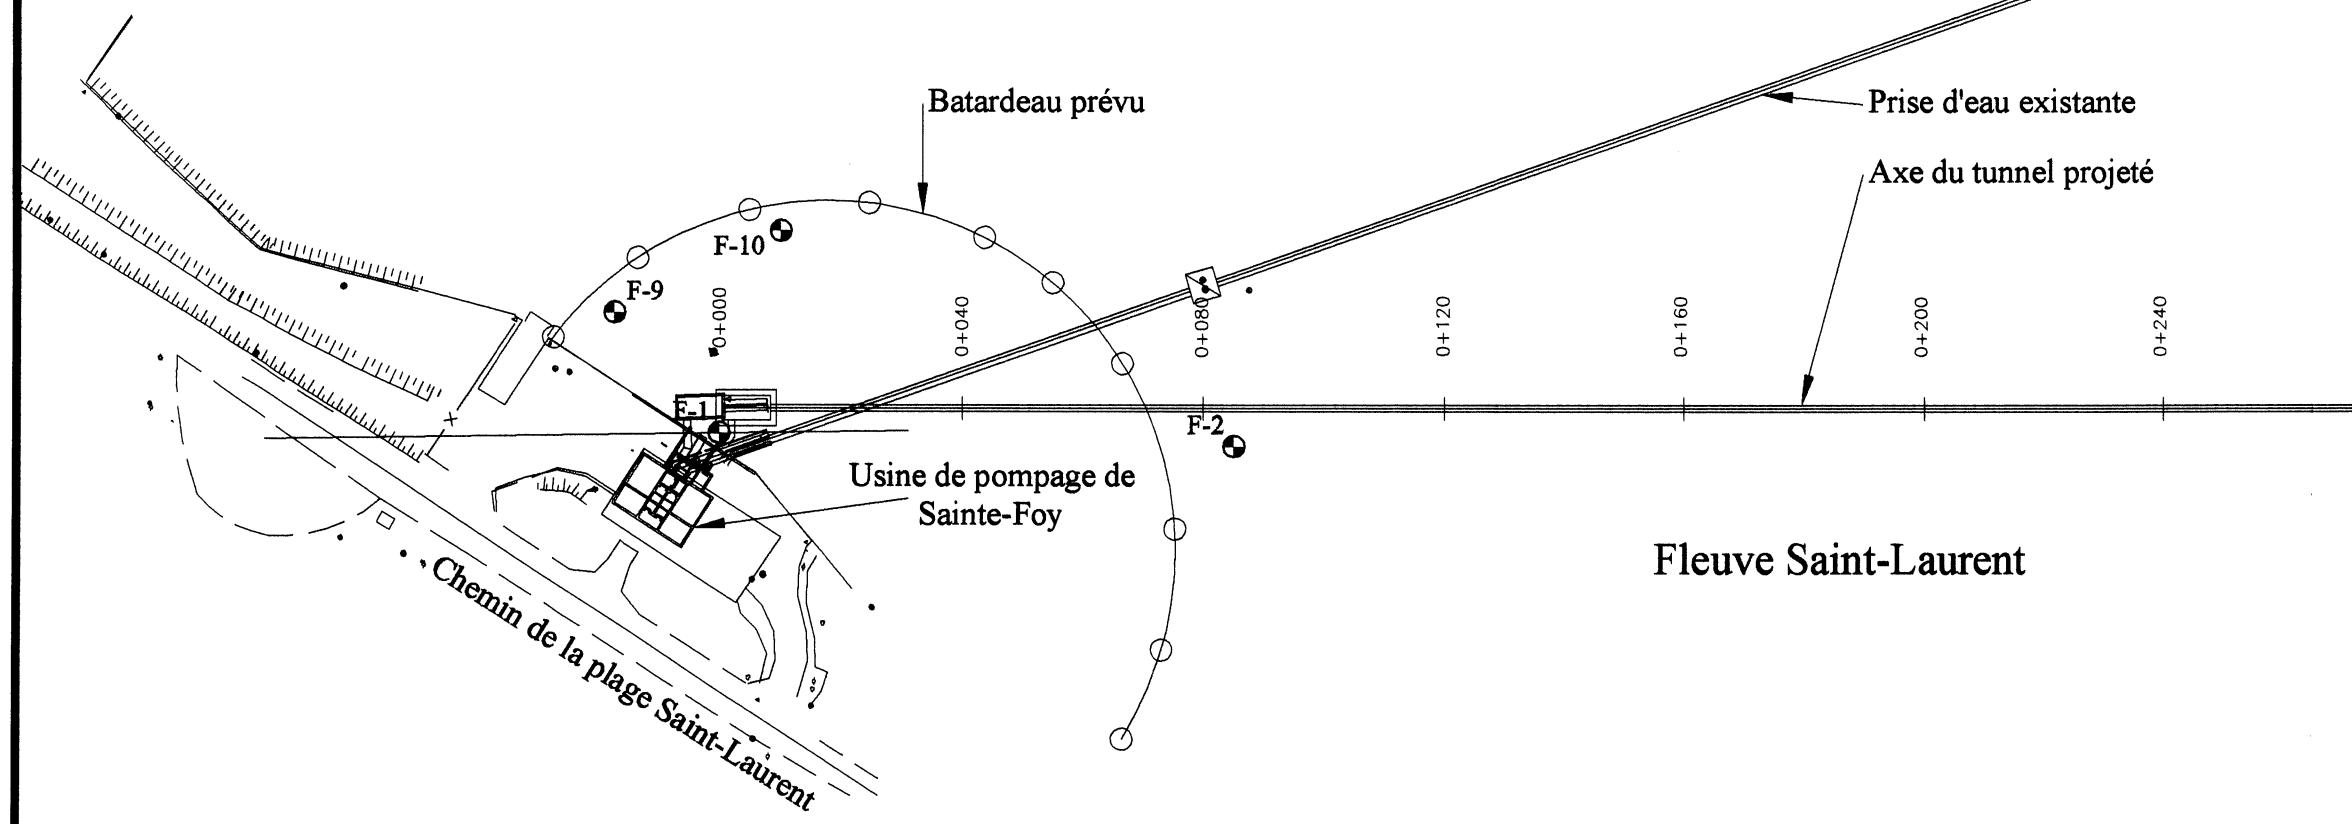 Batardeau prévu
Prise d'eau existante
Axe du tunnel projeté
F-10
F-9
0+000
0+040
0+080
0+120
0+160
0+200
0+240
F-1
F-2
Usine de pompage de
Sainte-Foy
Fleuve Saint-Laurent
Chemin de la plage Saint-Laurent